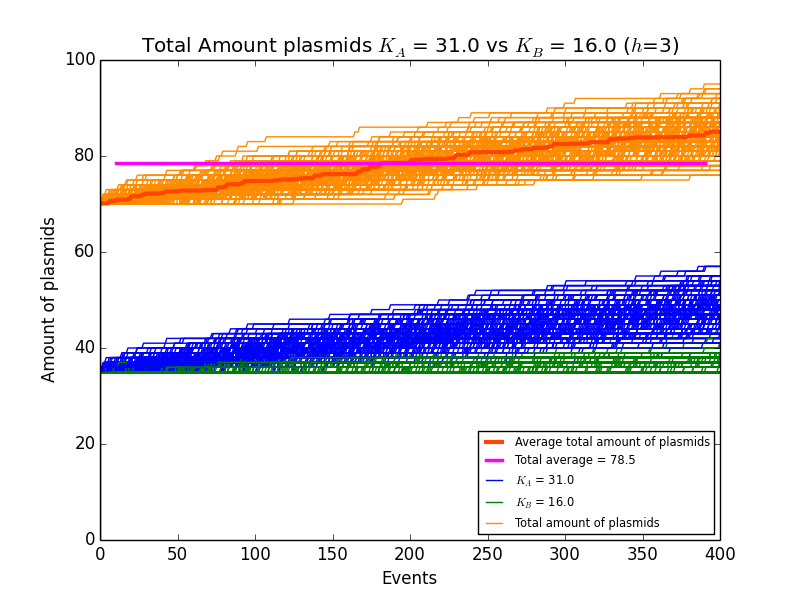 Total Amount plasmids K_A = 31.0 vs K_B = 16.0 (h=3)
100
80
60
40
20
0
Amount of plasmids
0 50 100 150 200 250 300 350 400
Events
Average total amount of plasmids
Total average = 78.5
K_A = 31.0
K_B = 16.0
Total amount of plasmids